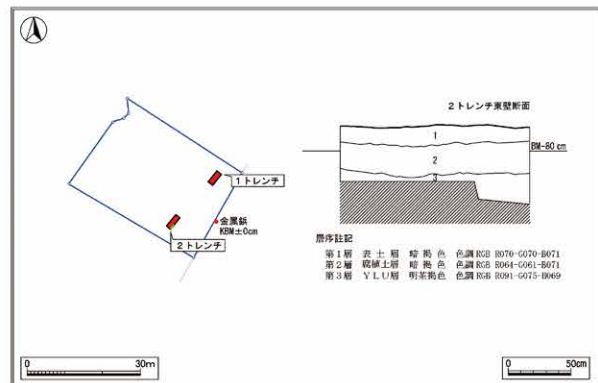 2トレンチ東壁断面
1
BM-80cm
2
3
1トレンチ
金属鋲
KBM±0cm
2トレンチ
層序註記
第1層 表土層 暗褐色 色調RGB R070-G070-B071
第2層 腐植土層 暗褐色 色調RGB R064-G061-B071
第3層 YLU層 明茶褐色 色調RGB R091-G075-B069
0 30m
0 50cm